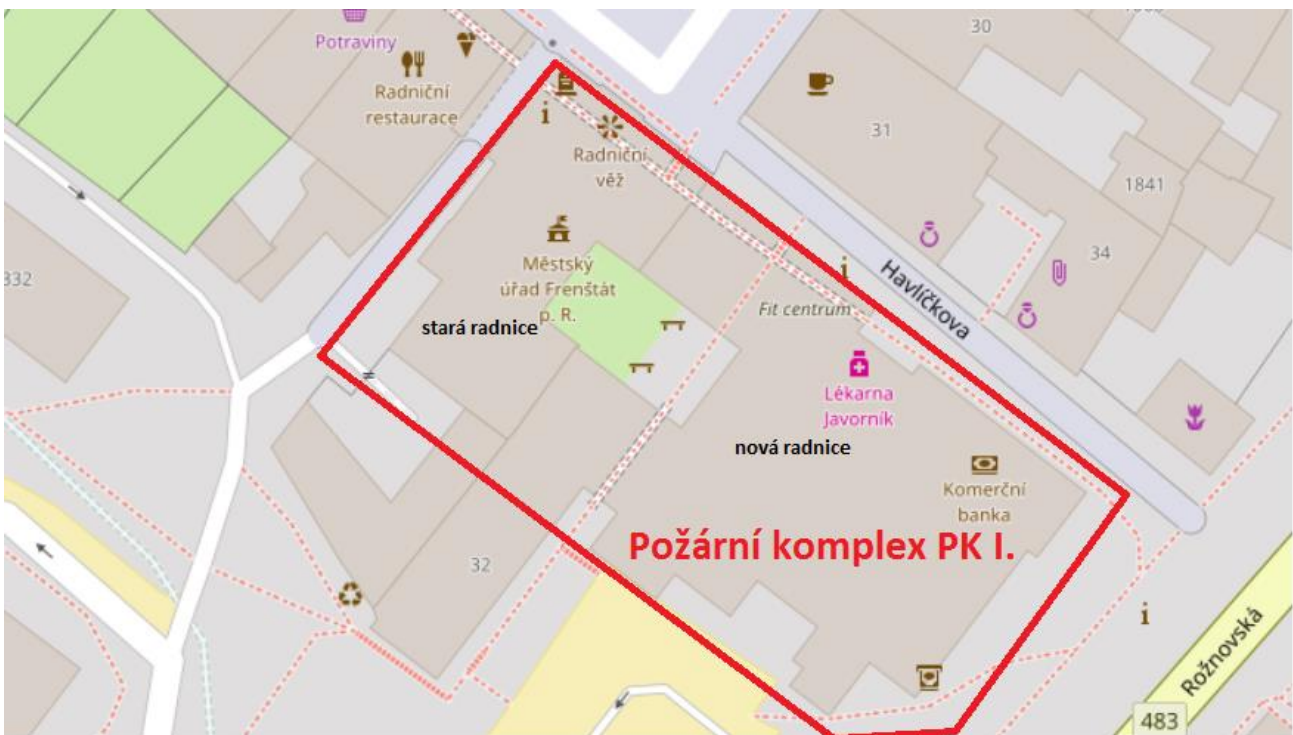 30
Potraviny
Radniční
restaurace
31
Radniční
věž
1841
34
332
Městský
úřad Frenštát
p. R.
stará radnice
Havlíčkova
Fit centrum
Lékarna
Javorník
nová radnice
Komerční
banka
Požární komplex PK I.
32
Rožnovská
483